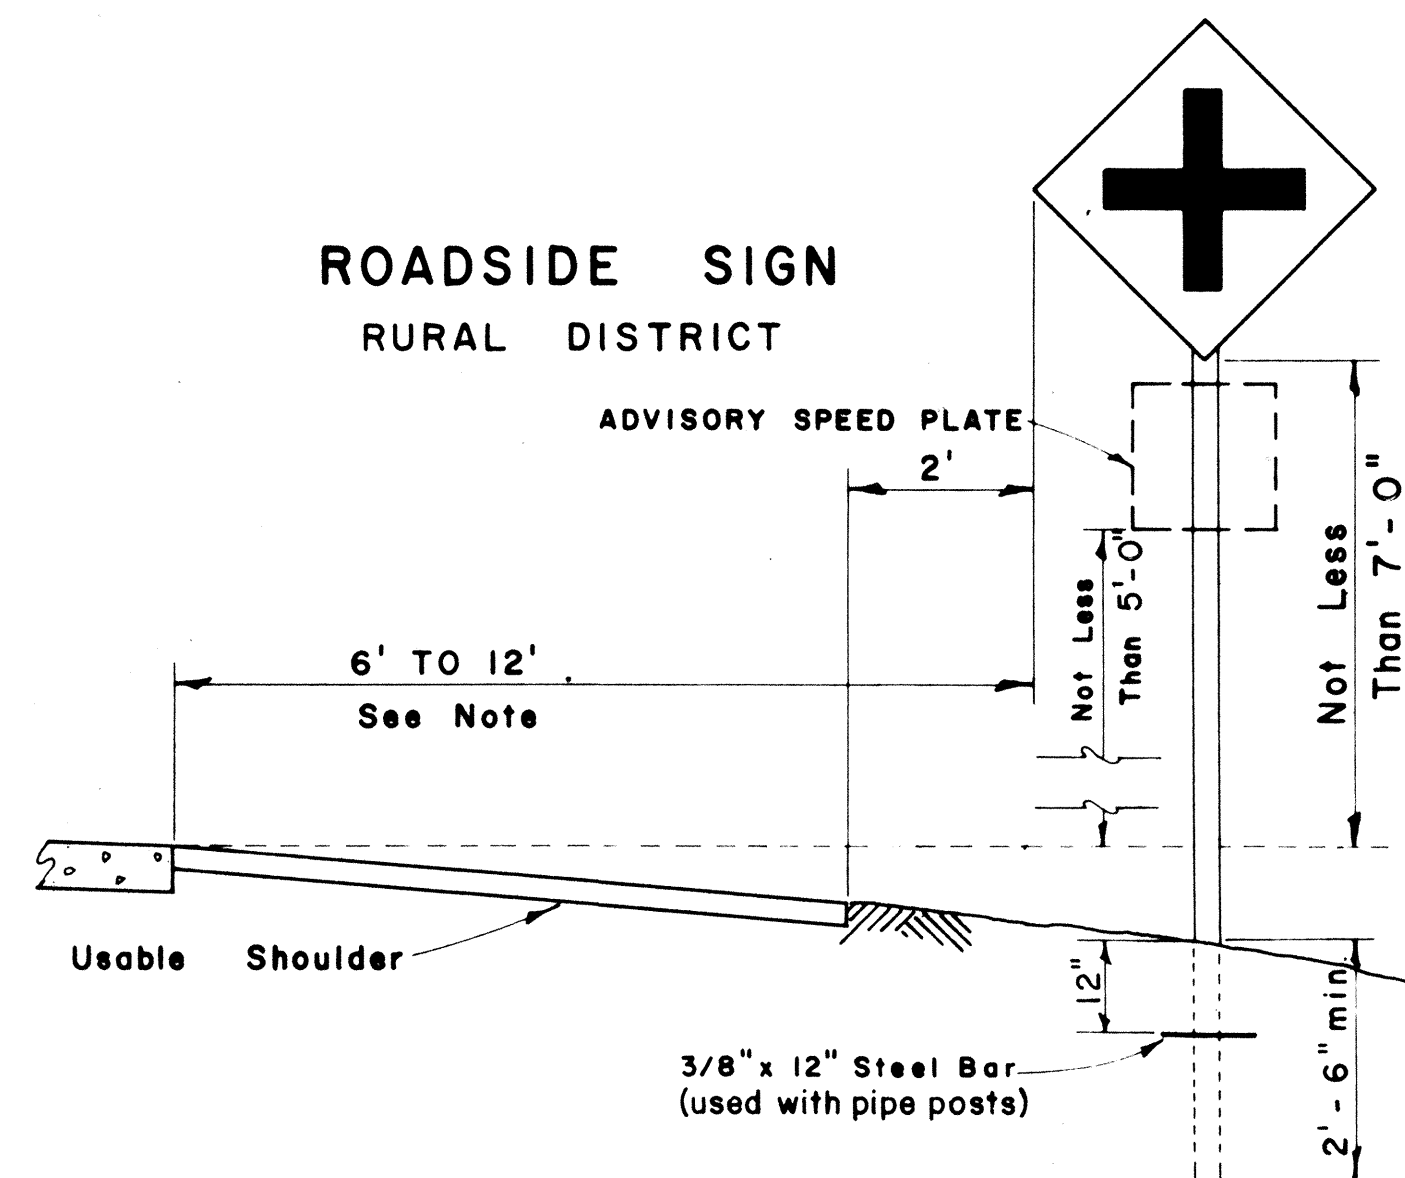 ROADSIDE SIGN
RURAL DISTRICT
ADVISORY SPEED PLATE
2'
Not Less
Than 5'-0"
Not Less
Than 7'-0"
6' TO 12'
See Note
Usable Shoulder
12"
3/8" x 12" Steel Bar
(used with pipe posts)
2'-6" min.